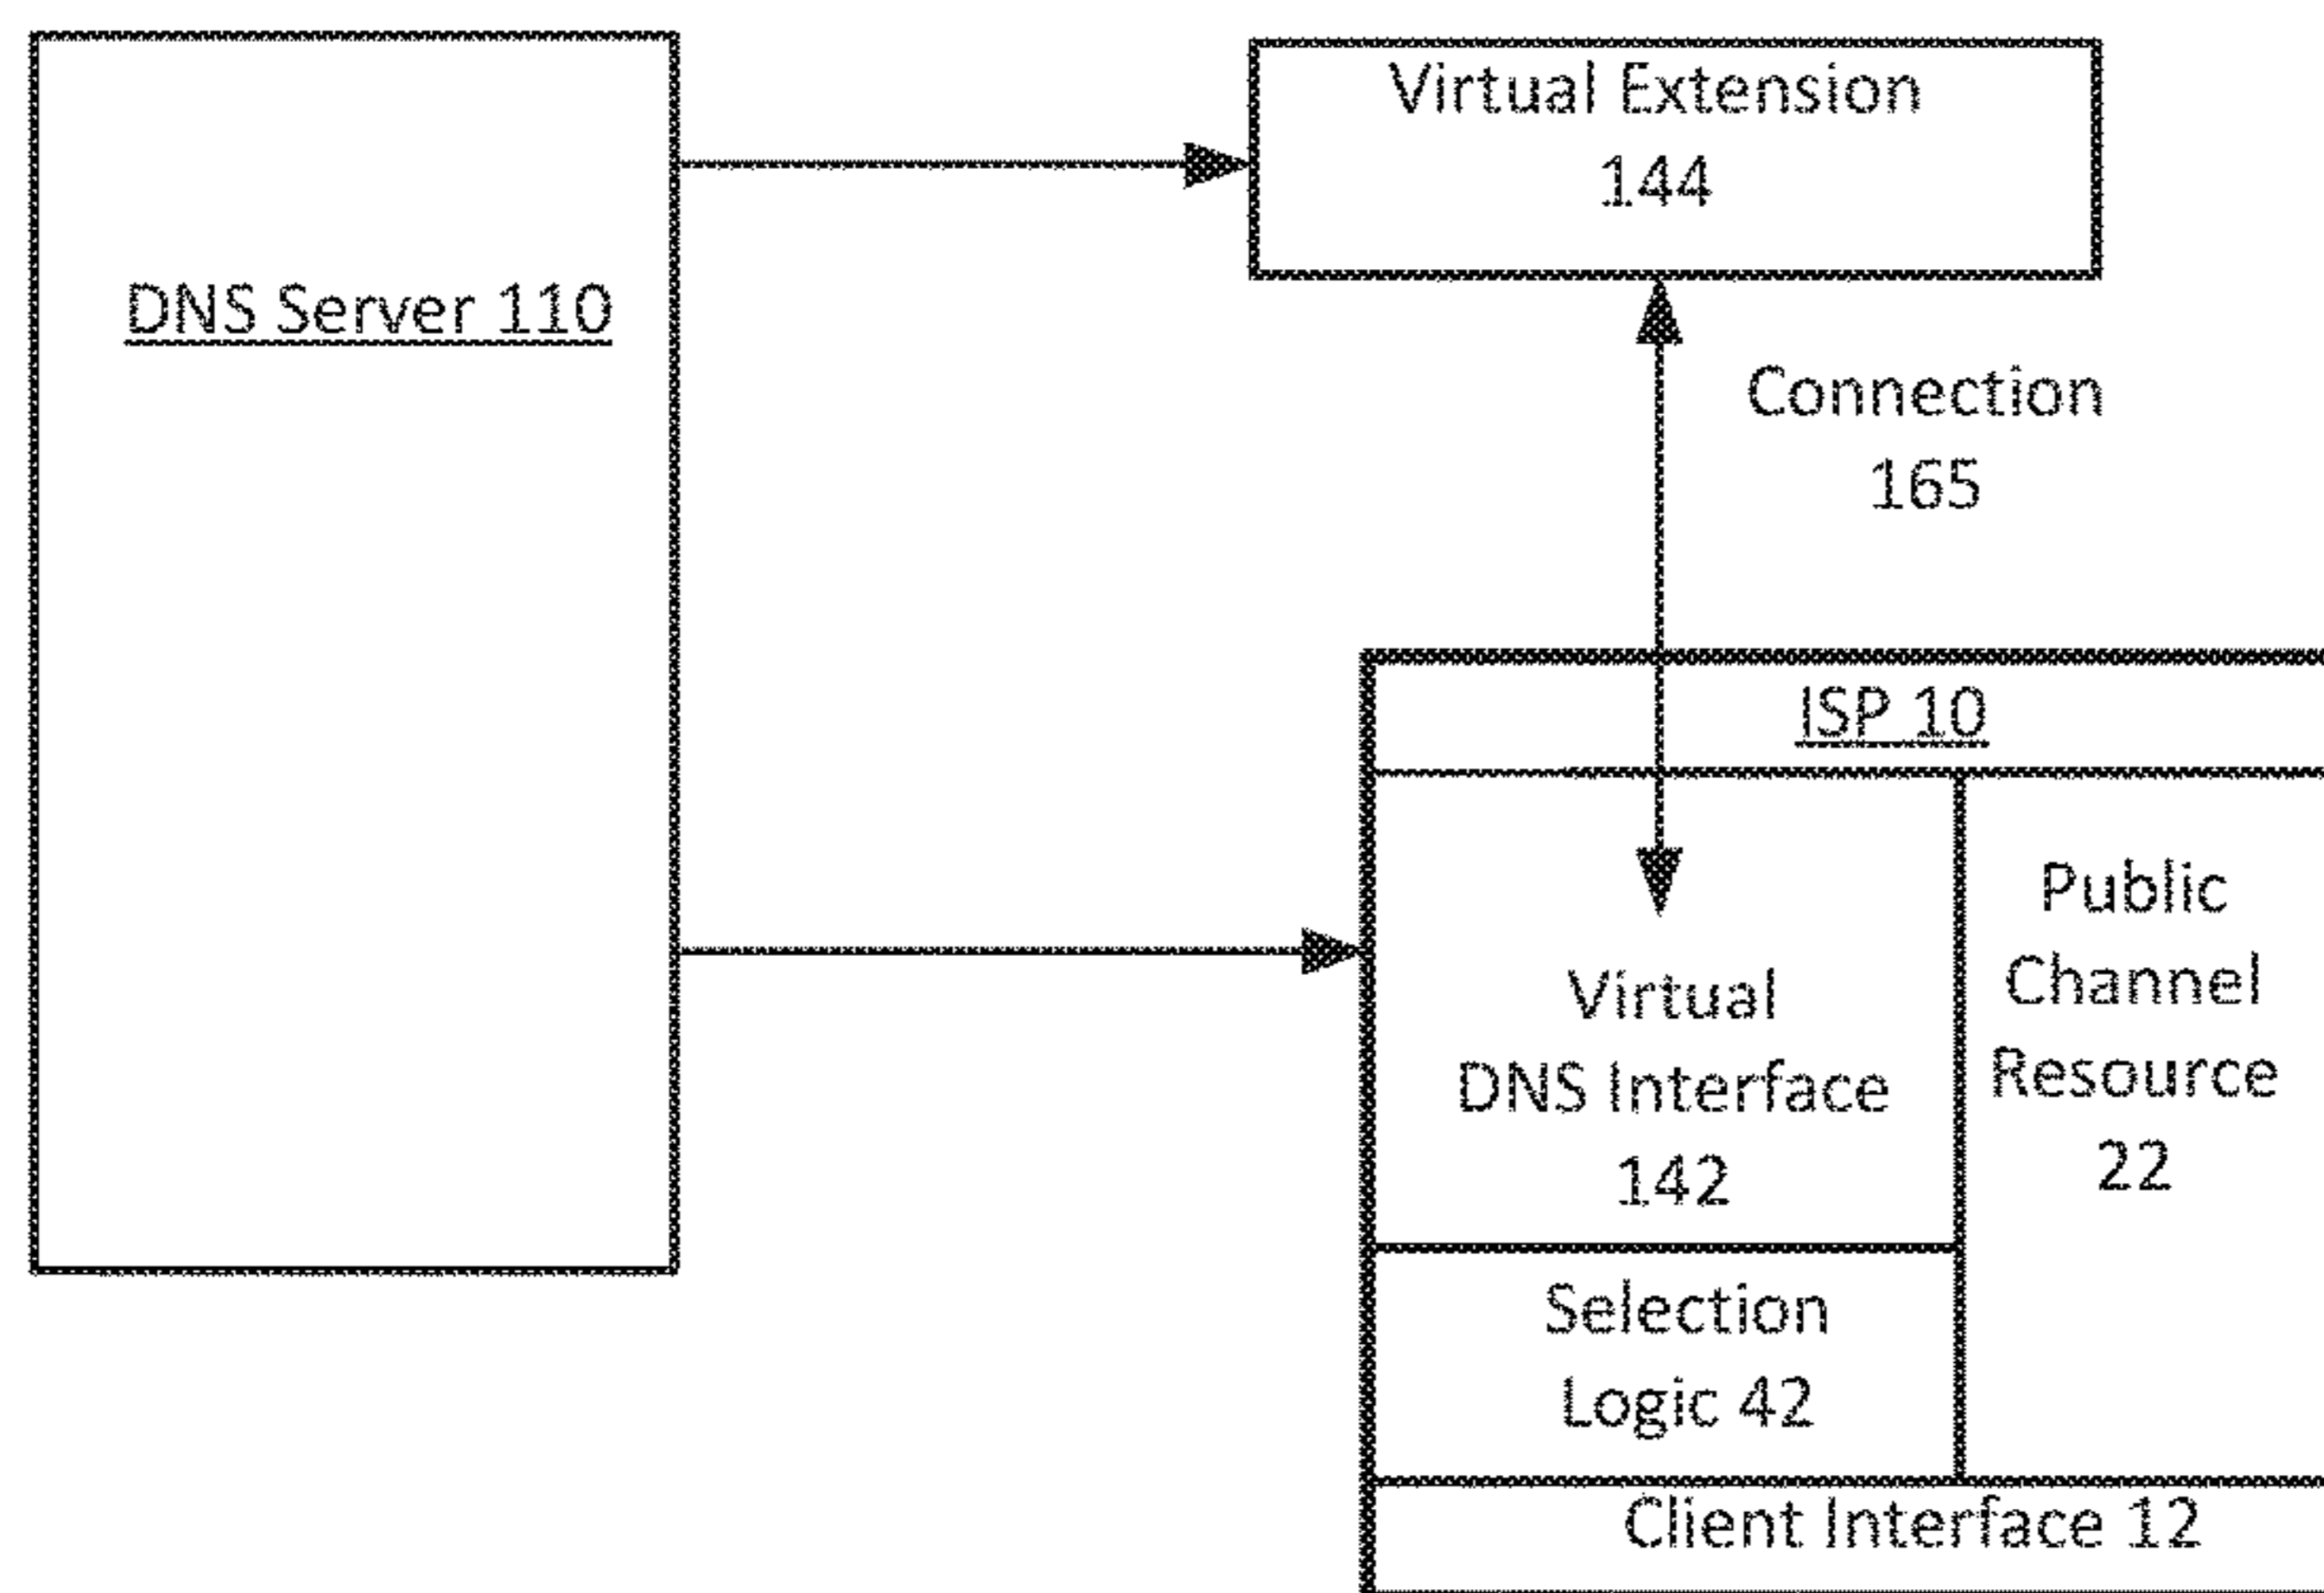 Virtual Extension
144
DNS Server 110
Connection
165
ISP 10
Virtual
DNS Interface
142
Public
Channel
Resource
22
Selection
Logic 42
Client Interface 12